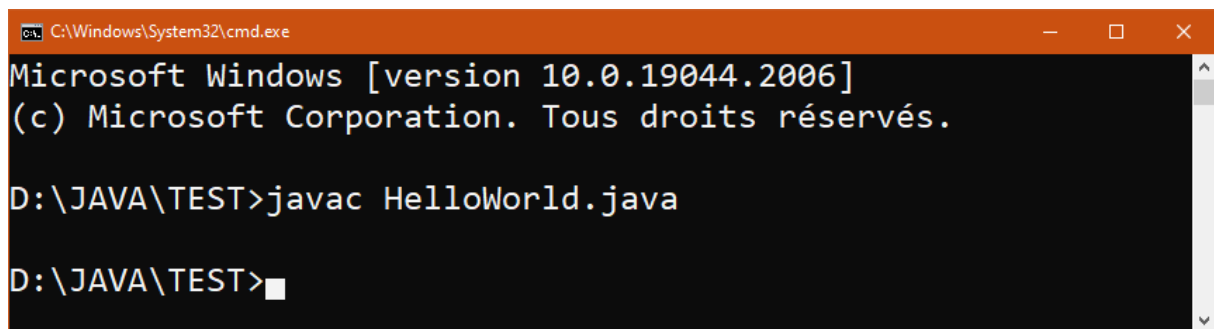 C:\Windows\System32\cmd.exe
Microsoft Windows [version 10.0.19044.2006]
(c) Microsoft Corporation. Tous droits réservés.
D:\JAVA\TEST>javac HelloWorld.java
D:\JAVA\TEST>